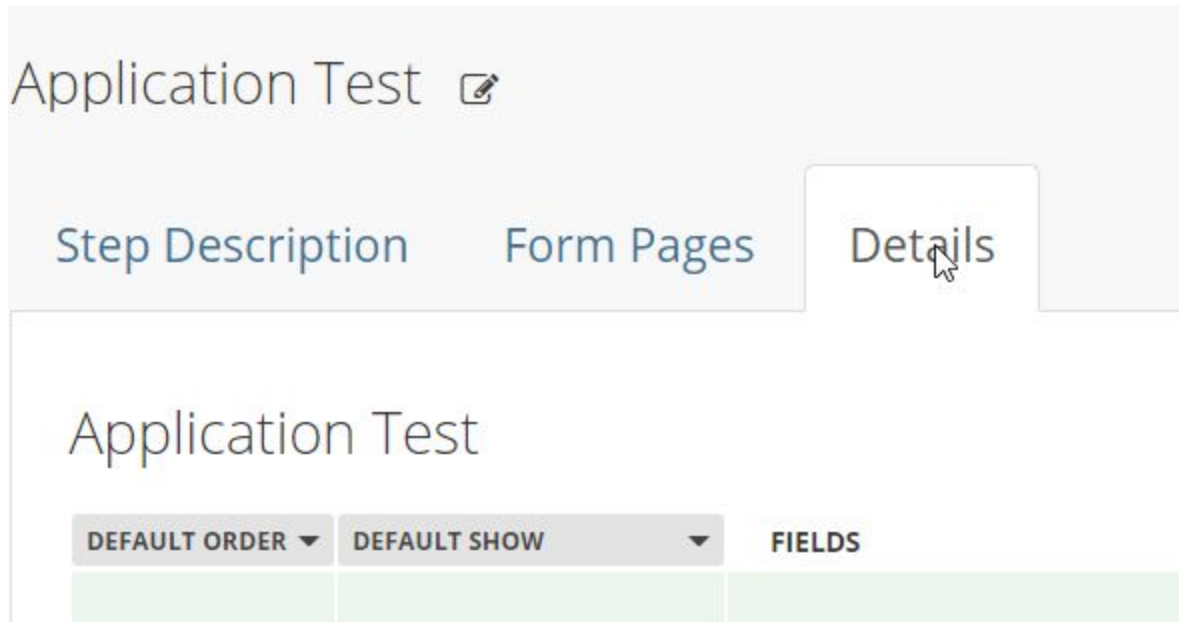 Application Test
Step Description Form Pages Details
Application Test
DEFAULT ORDER DEFAULT SHOW FIELDS